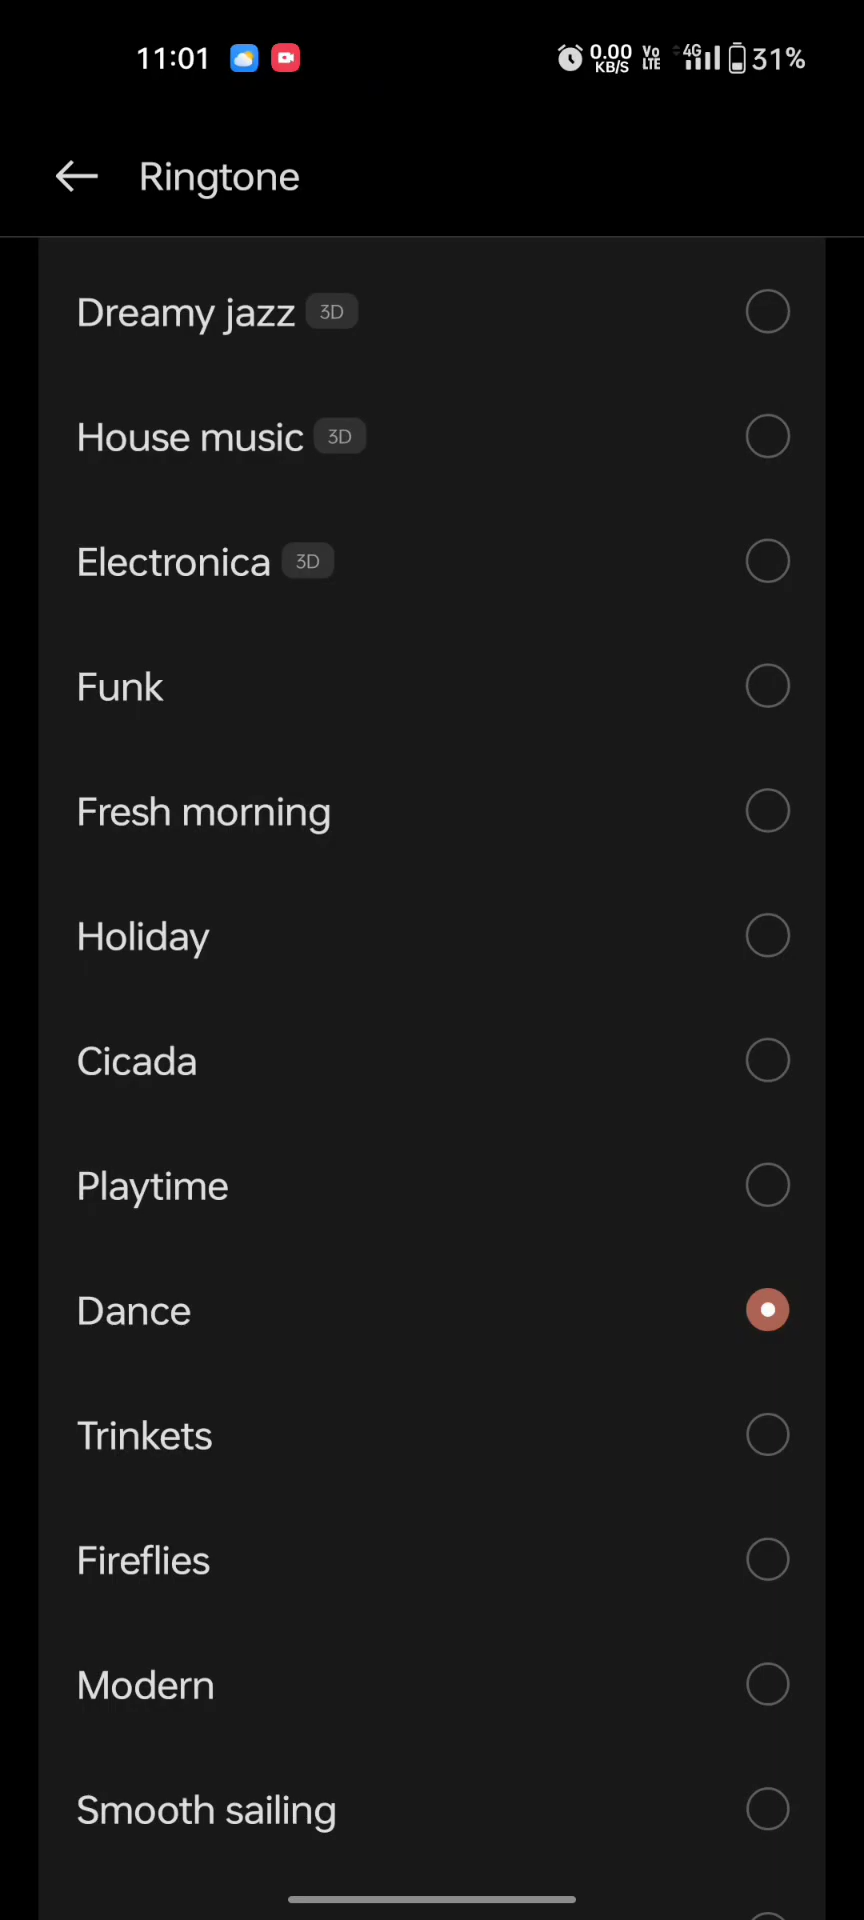 11:01 0.00 KB/S Vo LTE 4G 31%
Ringtone
Dreamy jazz 3D
House music 3D
Electronica 3D
Funk
Fresh morning
Holiday
Cicada
Playtime
Dance
Trinkets
Fireflies
Modern
Smooth sailing